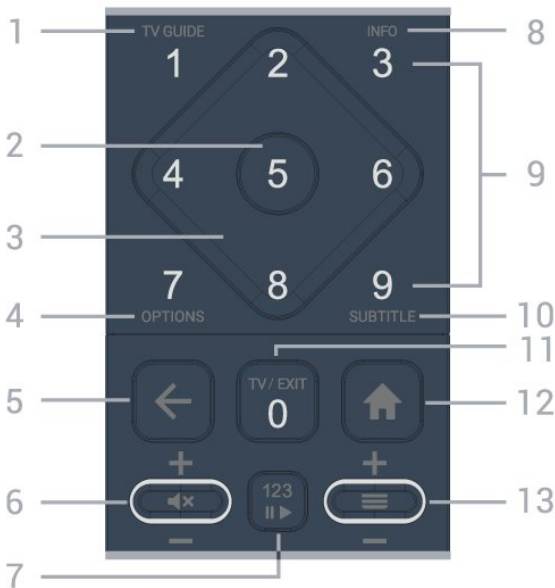 1 TV GUIDE INFO 8
1 2 3
2
4 5 6 9
3
7 8 9
4 OPTIONS SUBTITLE 10
11
5 TV / EXIT 12
0
+ +
6 123 13
- -
7